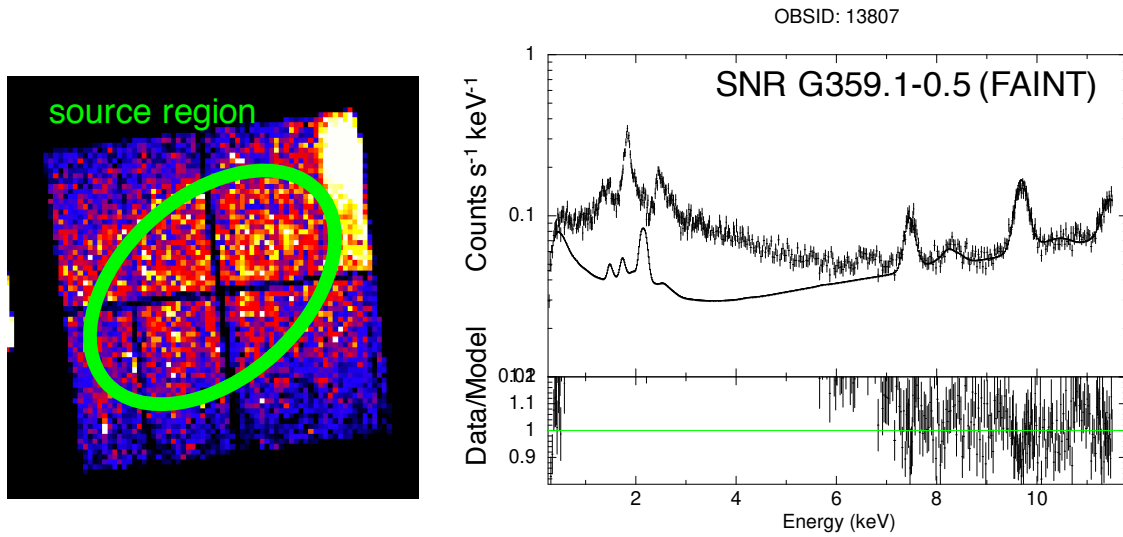 OBSID: 13807
source region
SNR G359.1-0.5 (FAINT)
Counts s-1 keV-1
1
0.1
Data/Model
1.1
1
0.9
2
4
6
8
10
Energy (keV)